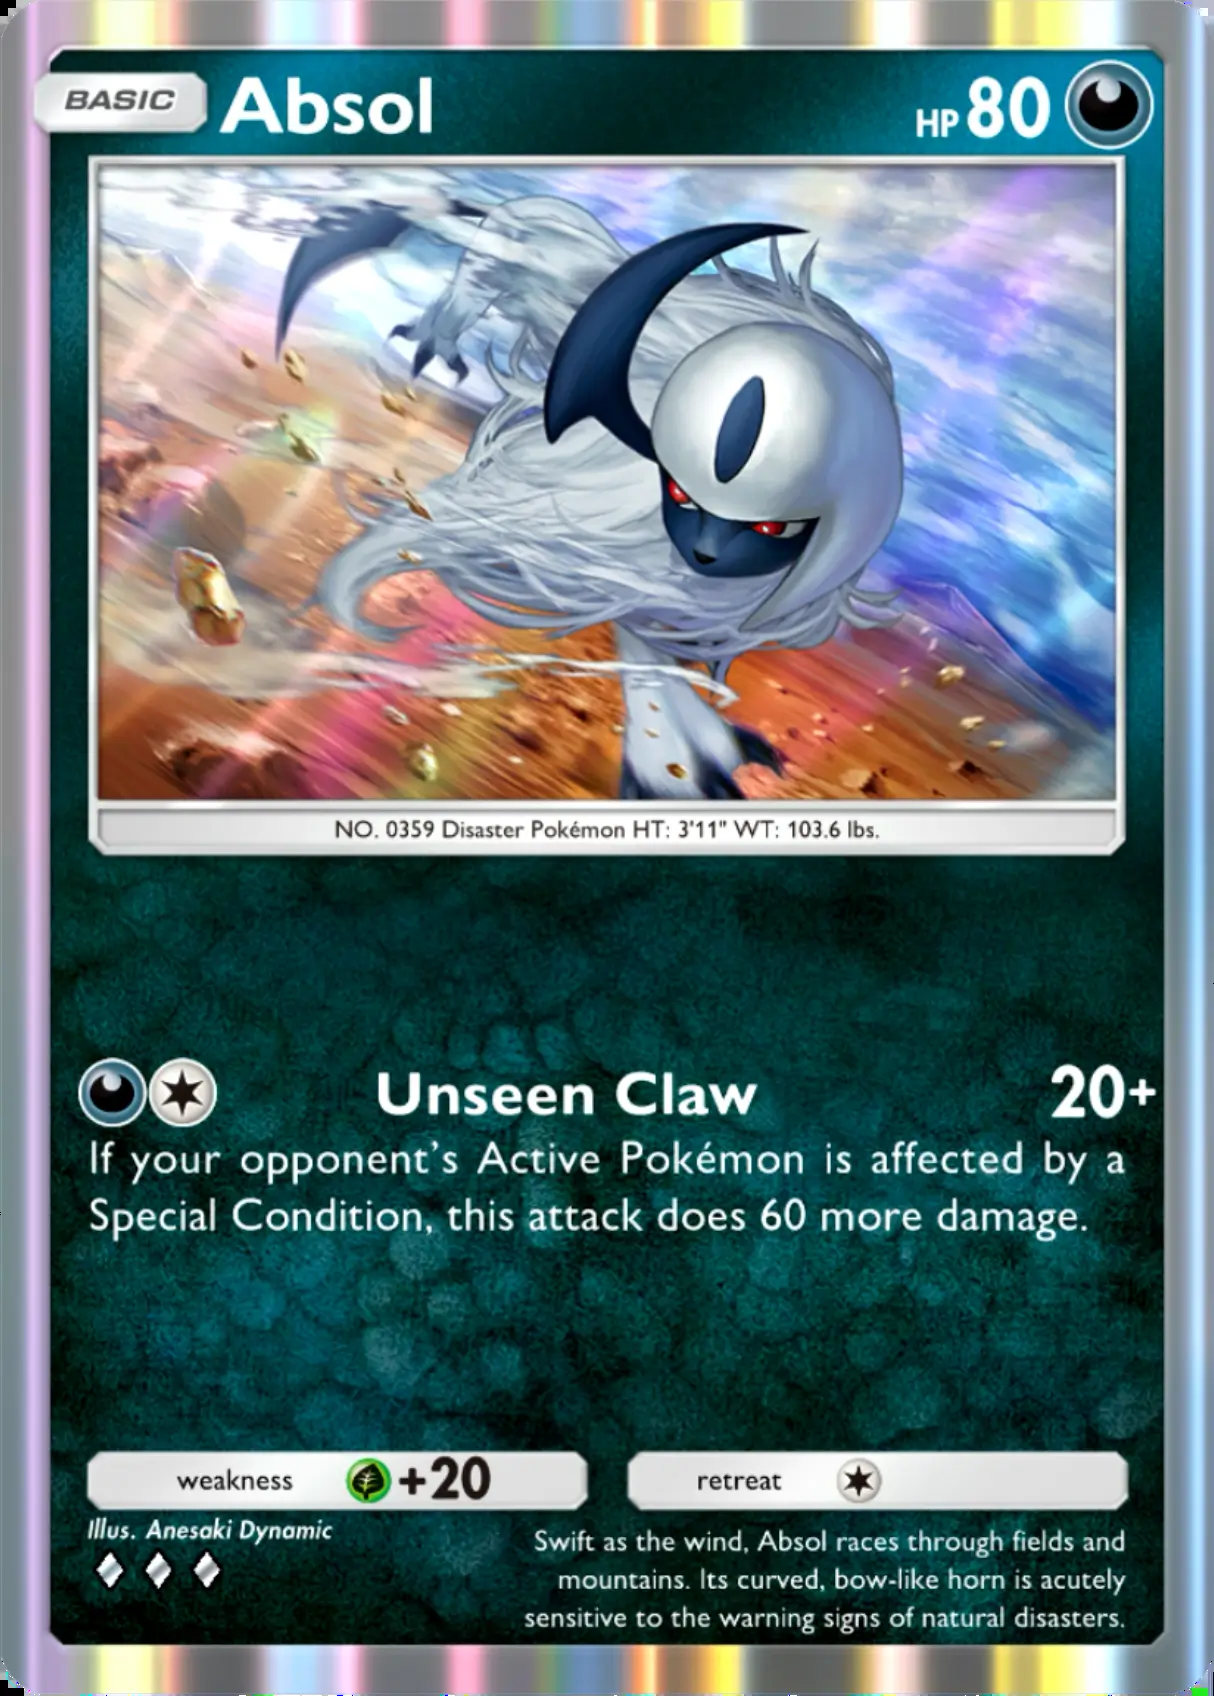 BASIC Absol HP 80
NO. 0359 Disaster Pokémon HT: 3'11" WT: 103.6 lbs.
Unseen Claw 20+
If your opponent's Active Pokémon is affected by a
Special Condition, this attack does 60 more damage.
weakness +20 retreat
Illus. Anesaki Dynamic
Swift as the wind, Absol races through fields and
mountains. Its curved, bow-like horn is acutely
sensitive to the warning signs of natural disasters.